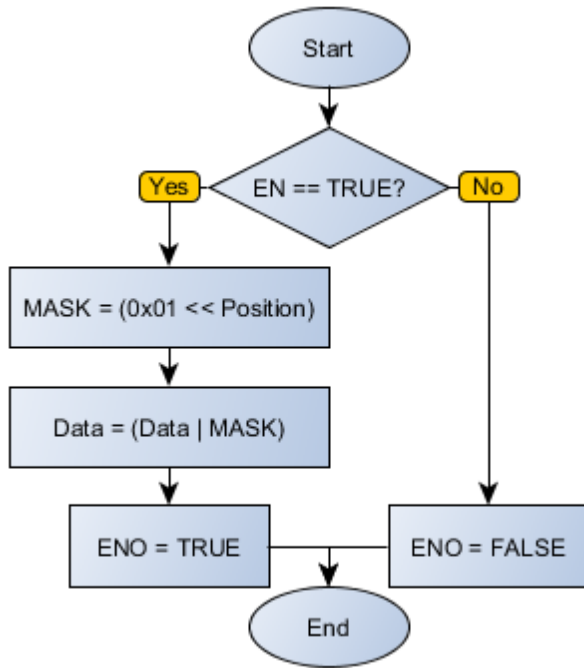 Start
EN == TRUE?
Yes
No
MASK = (0x01 << Position)
Data = (Data | MASK)
ENO = TRUE
ENO = FALSE
End